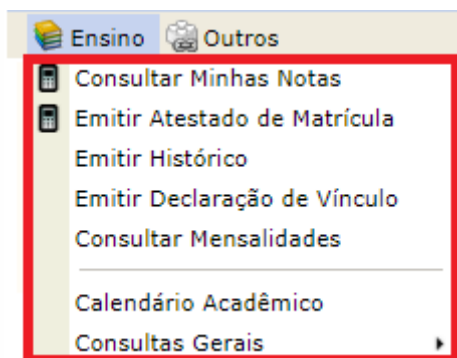 Ensino Outros
Consultar Minhas Notas
Emitir Atestado de Matrícula
Emitir Histórico
Emitir Declaração de Vínculo
Consultar Mensalidades
Calendário Acadêmico
Consultas Gerais